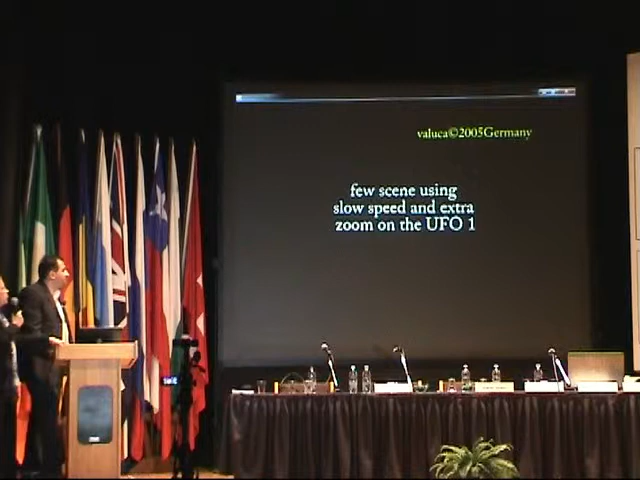 valuca©2005Germany
few scene using
slow speed and extra
zoom on the UFO 1